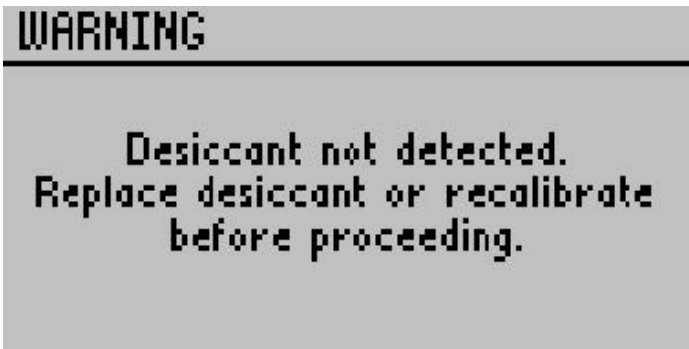 WARNING
Desiccant not detected.
Replace desiccant or recalibrate
before proceeding.